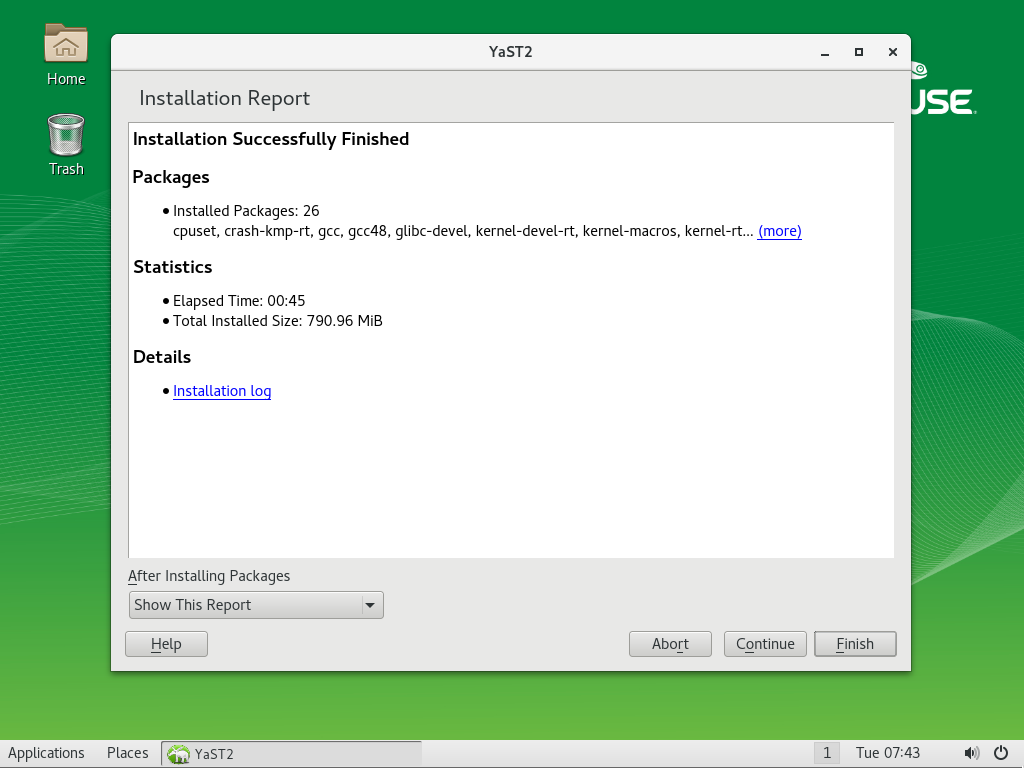 YaST2
Home
USE
Installation Report
Installation Successfully Finished
Trash
Packages
Installed Packages: 26
cpuset, crash-kmp-rt, gcc, gcc48, glibc-devel, kernel-devel-rt, kernel-macros, kernel-rt... (more)
Statistics
Elapsed Time: 00:45
Total Installed Size: 790.96 MiB
Details
Installation log
After Installing Packages
Show This Report
Help Abort Continue Finish
Applications Places YaST2 1 Tue 07:43